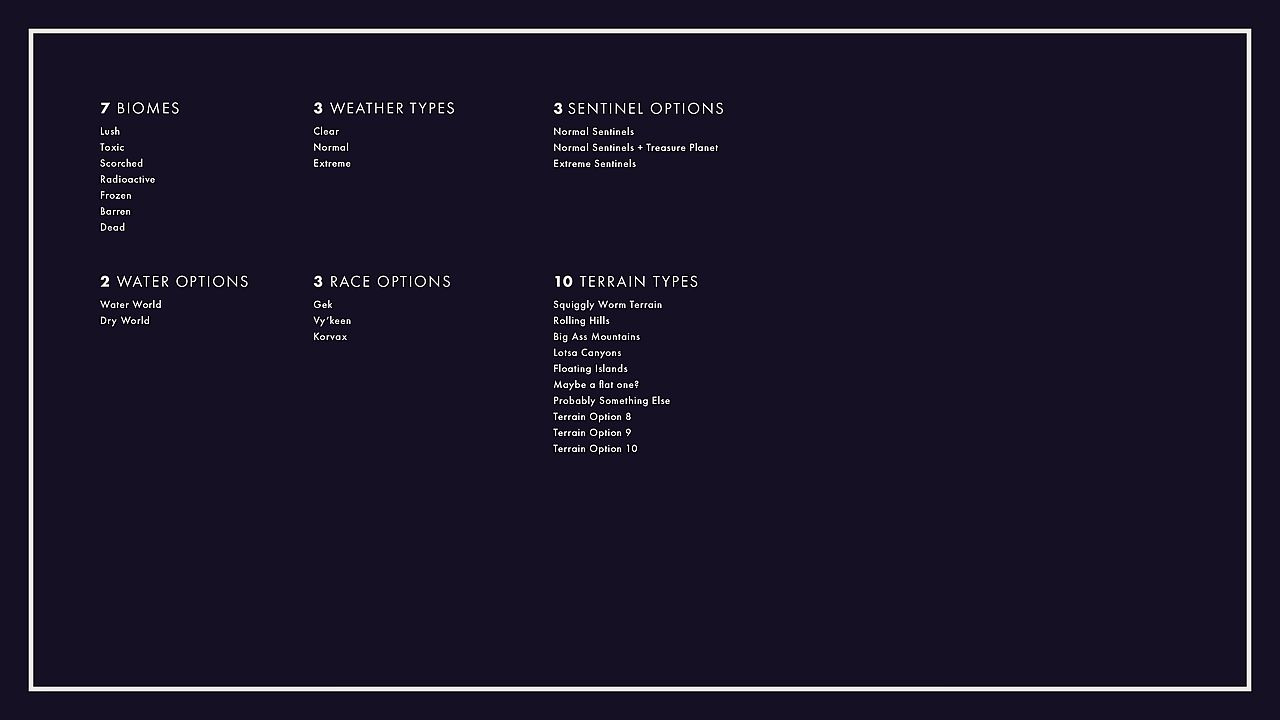 7 BIOMES
Lush
Toxic
Scorched
Radioactive
Frozen
Barren
Dead
3 WEATHER TYPES
Clear
Normal
Extreme
3 SENTINEL OPTIONS
Normal Sentinels
Normal Sentinels + Treasure Planet
Extreme Sentinels
2 WATER OPTIONS
Water World
Dry World
3 RACE OPTIONS
Gek
Vy'keen
Korvax
10 TERRAIN TYPES
Squiggly Worm Terrain
Rolling Hills
Big Ass Mountains
Lotsa Canyons
Floating Islands
Maybe a flat one?
Probably Something Else
Terrain Option 8
Terrain Option 9
Terrain Option 10